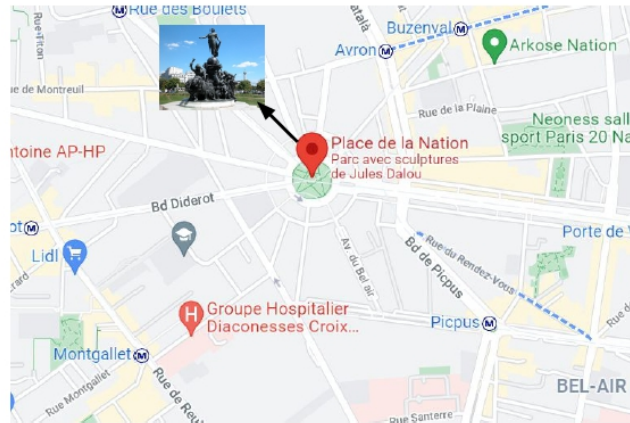 Rue des Boulets
Buzenval
Avron
Arkose Nation
Rue de la Plaine
ue de Montreuil
Neoness sall
sport Paris 20 Na
Place de la Nation
Parc avec sculptures
de Jules Dalou
ntoine AP-HP
Bd Diderot
Porte de
Lidl
Av. du Bel air
Bd de Picpus
Rue du Rendez-Vous
H
Groupe Hospitalier
Diaconesses Croix...
Picpus
Montgallet
Rue Montgallet
Rue de Reu
BEL-AIR
Rue Santerre